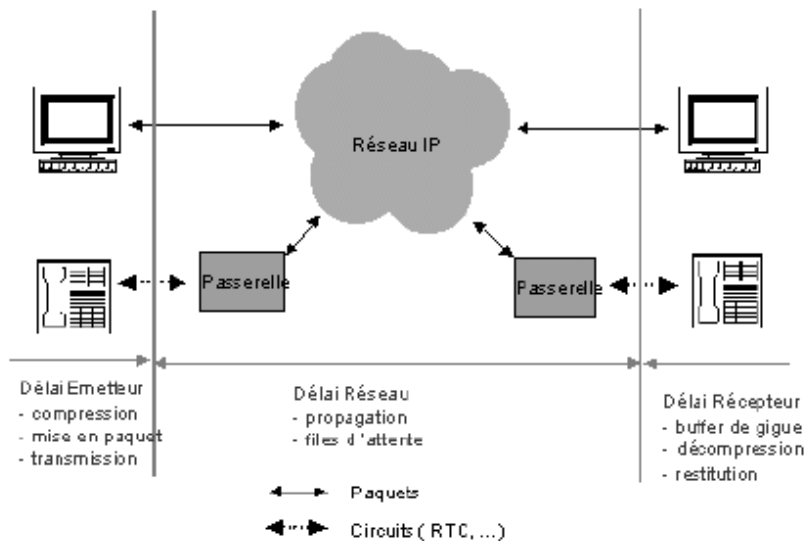 Réseau IP
Passerelle
Passerelle
Délai Emetteur
- compression
- mise en paquet
- transmission
Délai Réseau
- propagation
- files d'attente
Délai Récepteur
- buffer de gigue
- décompression
- restitution
Paquets
Circuits ( RTC, ...)